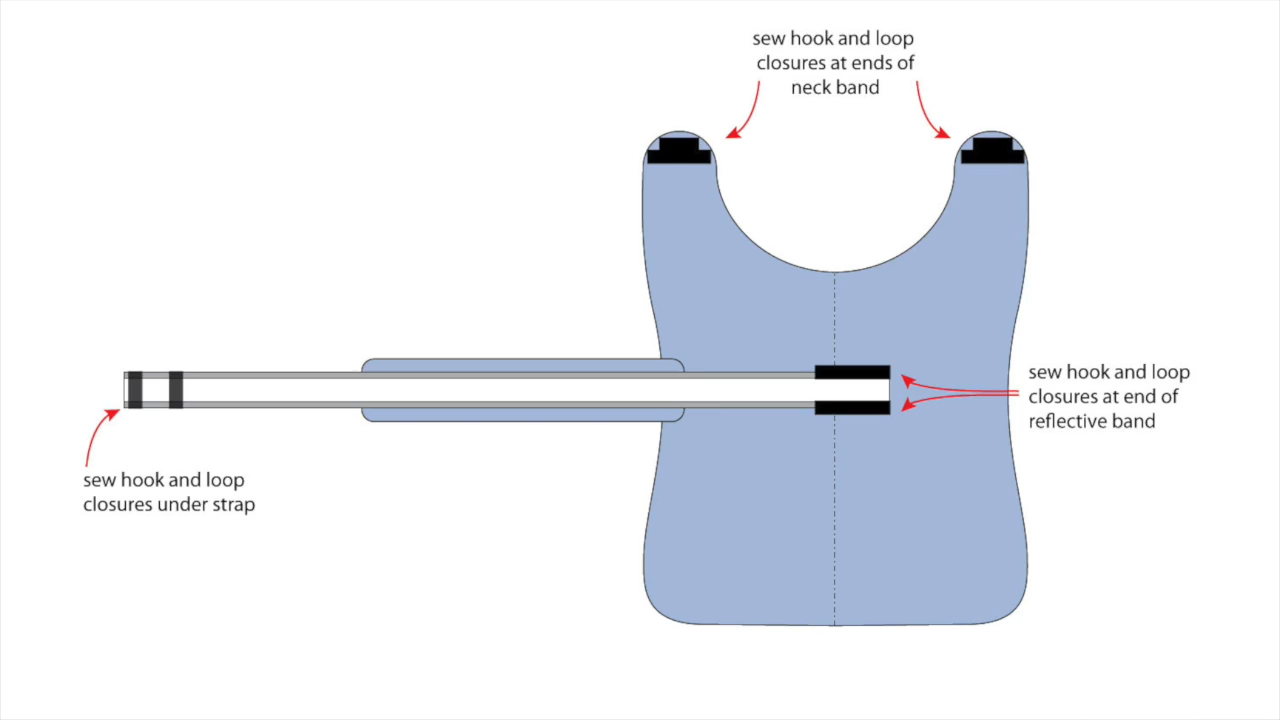 sew hook and loop
closures at ends of
neck band
sew hook and loop
closures at end of
reflective band
sew hook and loop
closures under strap